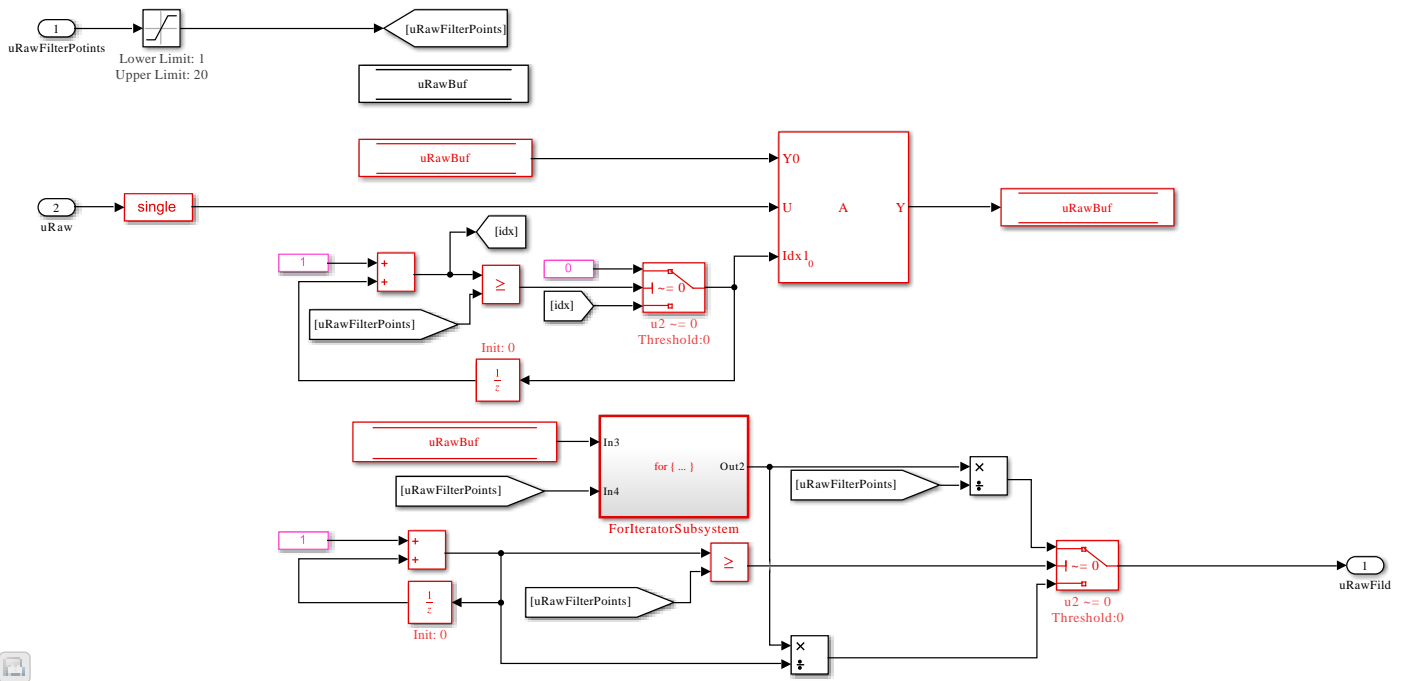 1
uRawFilterPotints
Lower Limit: 1
Upper Limit: 20
[uRawFilterPoints]
uRawBuf
uRawBuf
Y0
2
uRaw
single
U
A
Y
uRawBuf
[idx]
Idx1
0
1
+
+
≥
0
[idx]
~= 0
[uRawFilterPoints]
u2 ~= 0
Threshold:0
Init: 0
1
z
uRawBuf
In3
for { ... }
Out2
×
÷
[uRawFilterPoints]
[uRawFilterPoints]
In4
ForIteratorSubsystem
1
+
+
≥
~= 0
1
uRawFild
1
z
[uRawFilterPoints]
u2 ~= 0
Threshold:0
Init: 0
×
÷